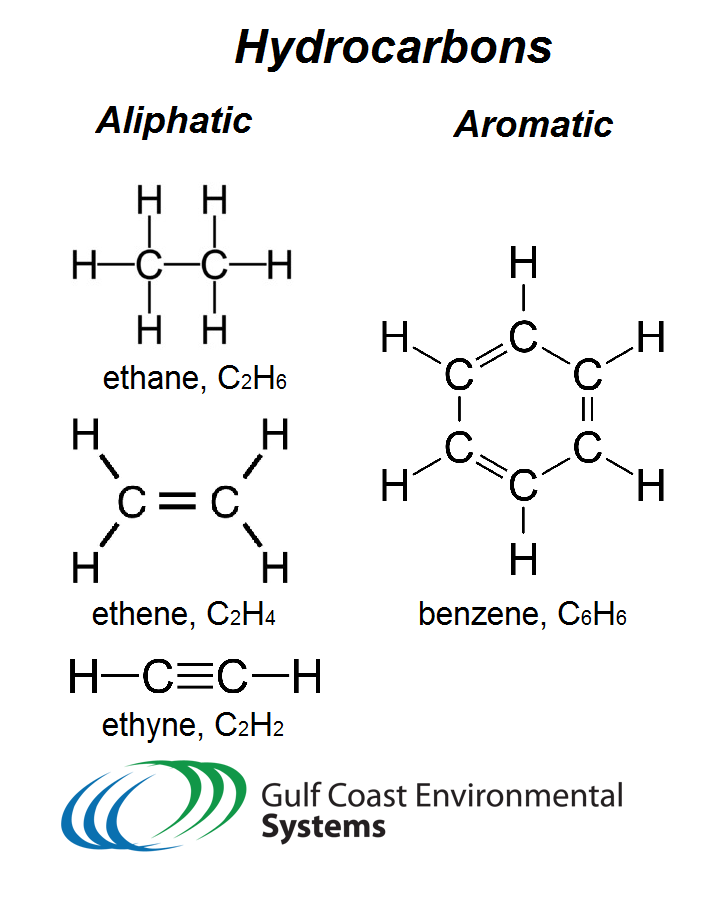 Hydrocarbons
Aliphatic
H H
H—C—C—H
H H
ethane, C2H6
H H
C=C
H H
ethene, C2H4
H—C≡C—H
ethyne, C2H2
Aromatic
H
H C H
C C
C C
H C H
H
benzene, C6H6
Gulf Coast Environmental
Systems